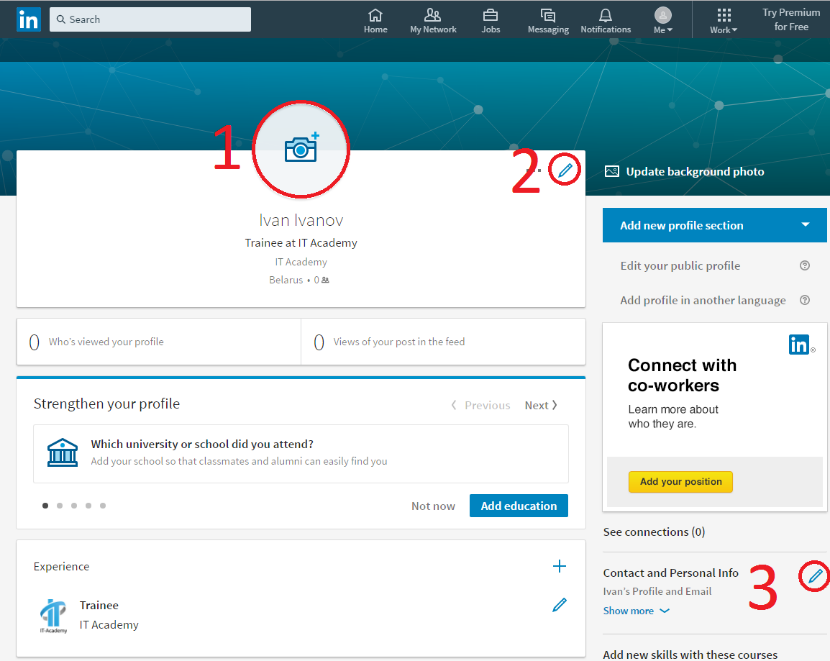 in Search
Home
My Network
Jobs
Messaging
Notifications
Me
Work
Try Premium
for Free
1
2
Update background photo
Ivan Ivanov
Trainee at IT Academy
IT Academy
Belarus • 0
Add new profile section
Edit your public profile
Add profile in another language
0 Who's viewed your profile
0 Views of your post in the feed
in
Connect with
co-workers
Learn more about
who they are.
Add your position
Strengthen your profile
Previous Next
Which university or school did you attend?
Add your school so that classmates and alumni can easily find you
Not now Add education
See connections (0)
Experience
Trainee
IT Academy
IT-Academy
Contact and Personal Info
Ivan's Profile and Email
Show more
3
Add new skills with these courses